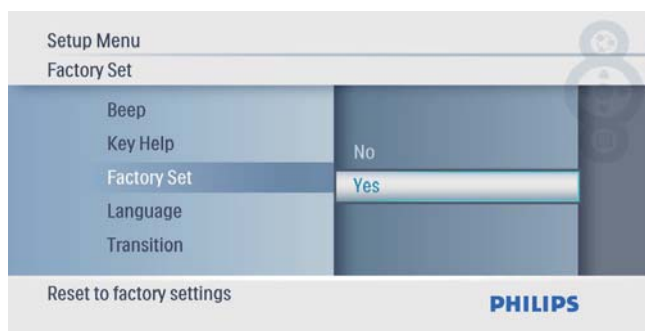 Setup Menu
Factory Set
Beep
Key Help
Factory Set
Language
Transition
No
Yes
Reset to factory settings
PHILIPS